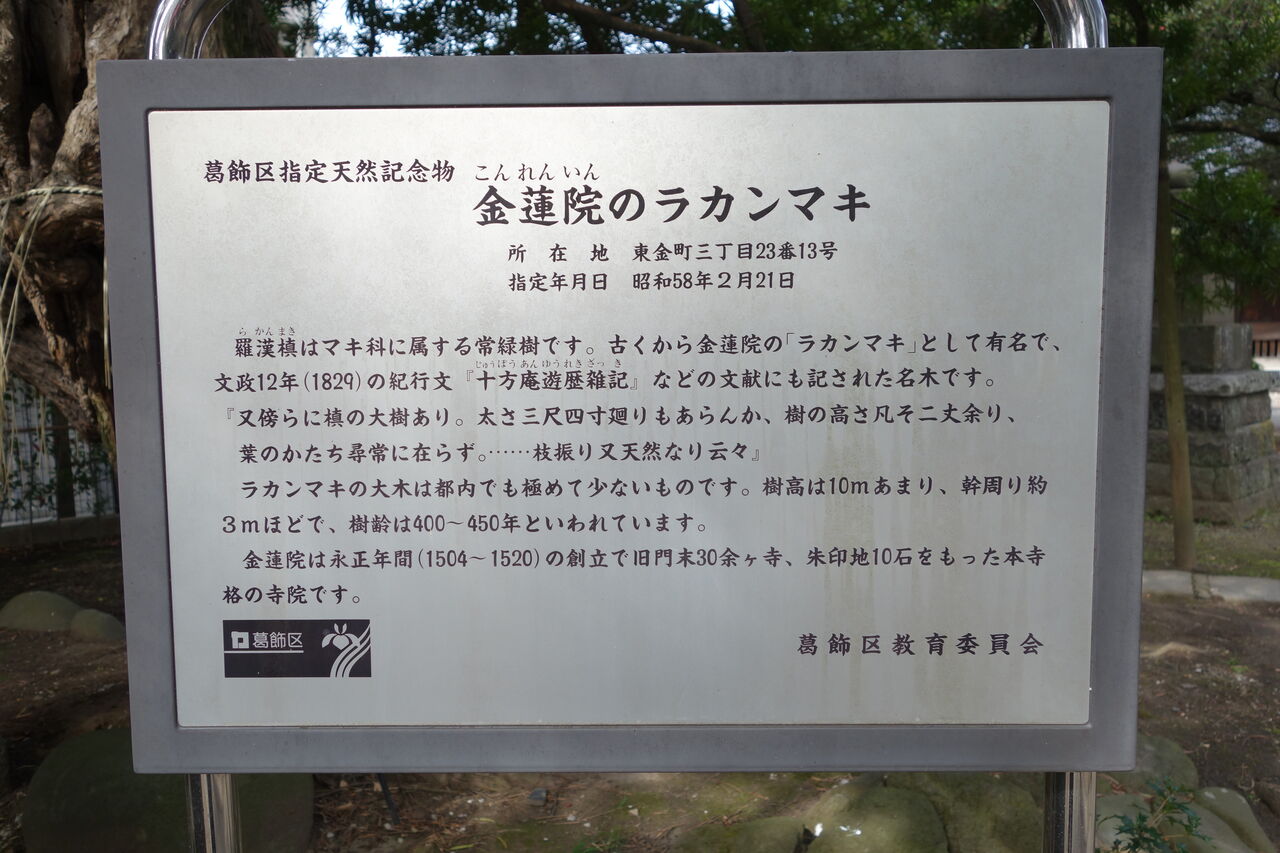 葛飾区指定天然記念物
こんれんいん
金蓮院のラカンマキ
所在地 東金町三丁目23番13号
指定年月日 昭和58年2月21日
らかんまき
羅漢槙はマキ科に属する常緑樹です。古くから金蓮院の「ラカンマキ」として有名で、
じゅうぽうあんゆうれきざっき
文政12年(1829)の紀行文『十方庵遊歴雑記』などの文献にも記された名木です。
『又傍らに槙の大樹あり。太さ三尺四寸廻りもあらんか、樹の高さ凡そ二丈余り、
葉のかたち尋常に在らず。……枝振り又天然なり云々』
ラカンマキの大木は都内でも極めて少ないものです。樹高は10mあまり、幹周り約
3mほどで、樹齢は400〜450年といわれています。
金蓮院は永正年間(1504〜1520)の創立で旧門末30余ヶ寺、朱印地10石をもった本寺
格の寺院です。
葛飾区
葛飾区教育委員会